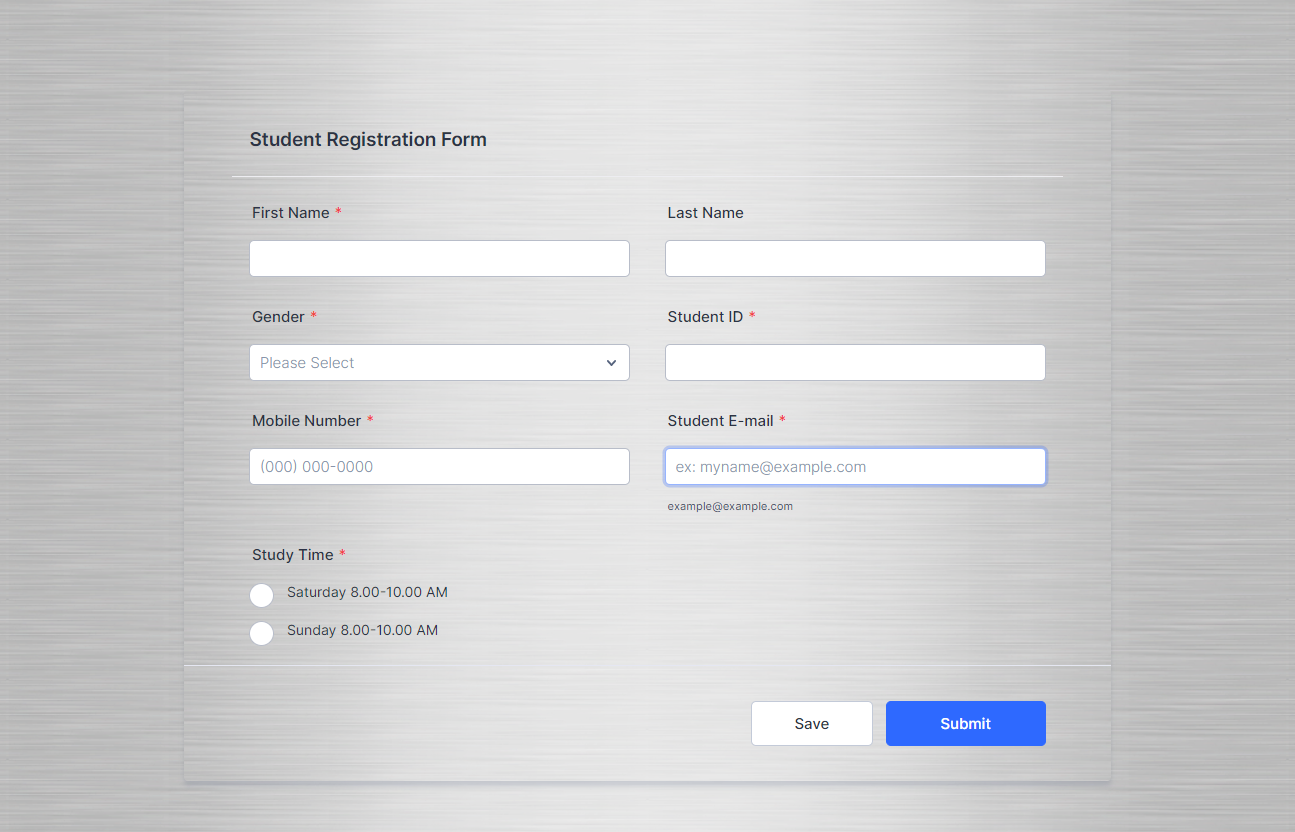 Student Registration Form
First Name *
Last Name
Gender *
Student ID *
Please Select
Mobile Number *
Student E-mail *
(000) 000-0000
ex: myname@example.com
example@example.com
Study Time *
Saturday 8.00-10.00 AM
Sunday 8.00-10.00 AM
Save
Submit